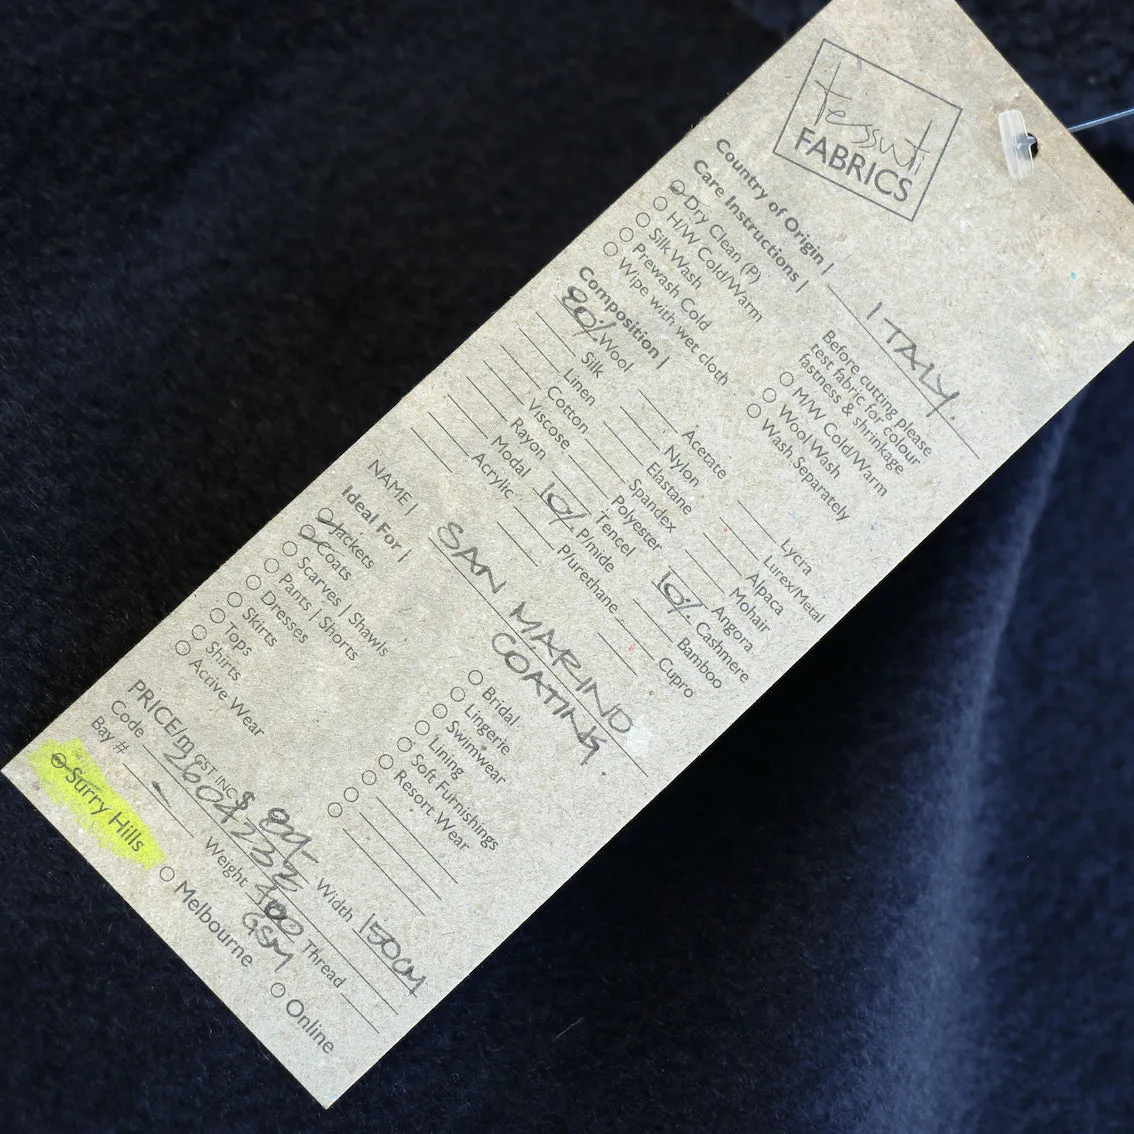 tessuti
FABRICS
Country of Origin | ITALY.
Care Instructions |
Dry Clean (P)
H/W Cold/Warm
Silk Wash
Prewash Cold
Wipe with wet cloth
Before cutting please
test fabric for colour
fastness & shrinkage
M/W Cold/Warm
Wool Wash
Wash Separately
Composition |
80% Wool
Silk
Linen
Cotton
Viscose
Rayon
Modal
Acrylic
Acetate
Nylon
Elastane
Spandex
Polyester
Tencel
10% P/mide
P/urethane
Lycra
Lurex/Metal
Alpaca
Mohair
Angora
10% Cashmere
Bamboo
Cupro
NAME | SAN MARINO
COATING
Ideal For |
Jackets
Coats
Scarves | Shawls
Pants | Shorts
Dresses
Skirts
Tops
Shirts
Active Wear
Bridal
Lingerie
Swimwear
Lining
Soft Furnishings
Resort Wear
PRICE/m GST INC. $ Width 150CM
Code Weight 400 GSM Thread
Bay # -
Surry Hills Melbourne Online